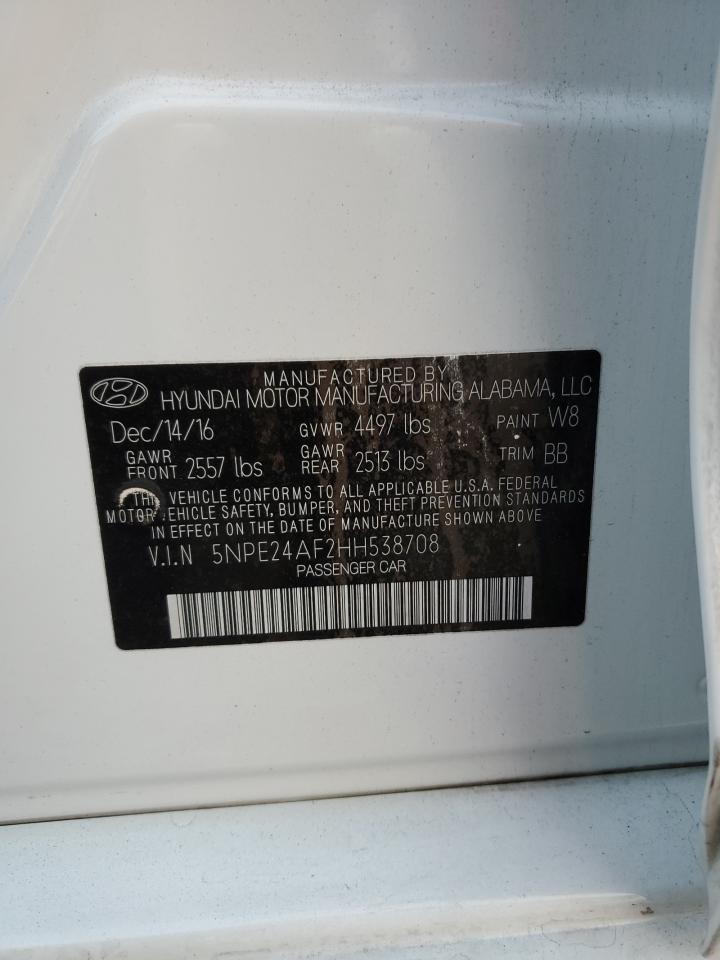 MANUFACTURED BY
HYUNDAI MOTOR MANUFACTURING ALABAMA, LLC
Dec/14/16 GVWR 4497 lbs PAINT W8
GAWR FRONT 2557 lbs GAWR REAR 2513 lbs TRIM BB
THIS VEHICLE CONFORMS TO ALL APPLICABLE U.S.A. FEDERAL
MOTOR VEHICLE SAFETY, BUMPER, AND THEFT PREVENTION STANDARDS
IN EFFECT ON THE DATE OF MANUFACTURE SHOWN ABOVE.
V.I.N 5NPE24AF2HH538708
PASSENGER CAR